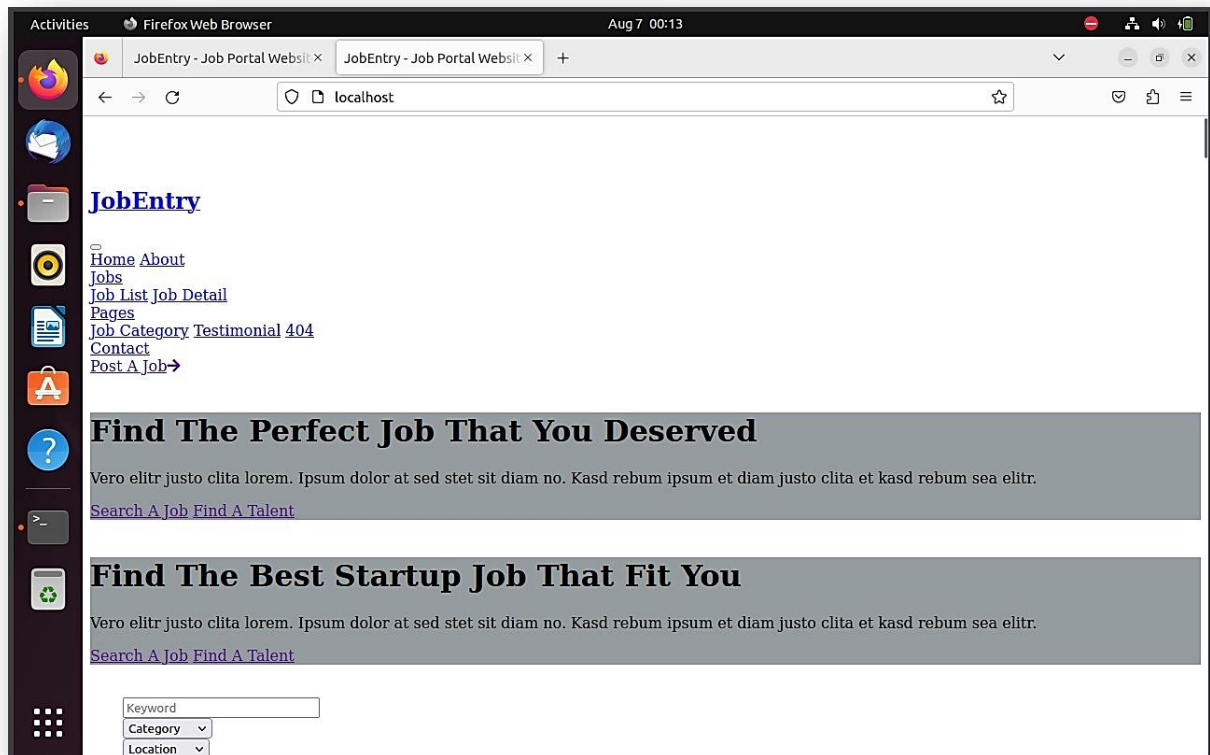 Activities Firefox Web Browser Aug 7 00:13
JobEntry - Job Portal Websit JobEntry - Job Portal Websit
localhost
JobEntry
Home About
Jobs
Job List Job Detail
Pages
Job Category Testimonial 404
Contact
Post A Job→
Find The Perfect Job That You Deserved
Vero elitr justo clita lorem. Ipsum dolor at sed stet sit diam no. Kasd rebum ipsum et diam justo clita et kasd rebum sea elitr.
Search A Job Find A Talent
Find The Best Startup Job That Fit You
Vero elitr justo clita lorem. Ipsum dolor at sed stet sit diam no. Kasd rebum ipsum et diam justo clita et kasd rebum sea elitr.
Search A Job Find A Talent
Keyword
Category
Location